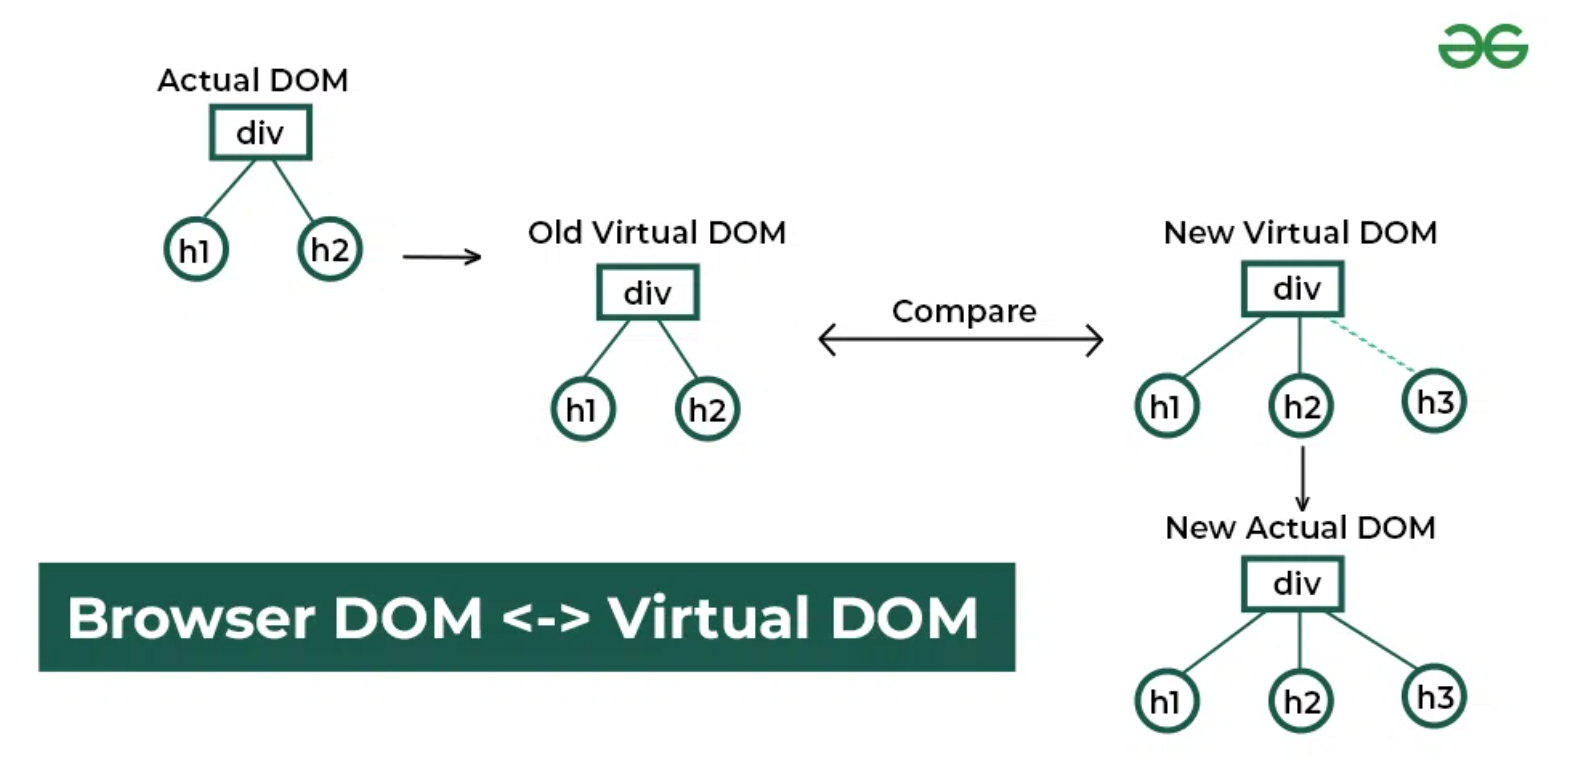 Actual DOM
div
h1
h2
Old Virtual DOM
div
h1
h2
Compare
New Virtual DOM
div
h1
h2
h3
New Actual DOM
div
h1
h2
h3
Browser DOM <-> Virtual DOM